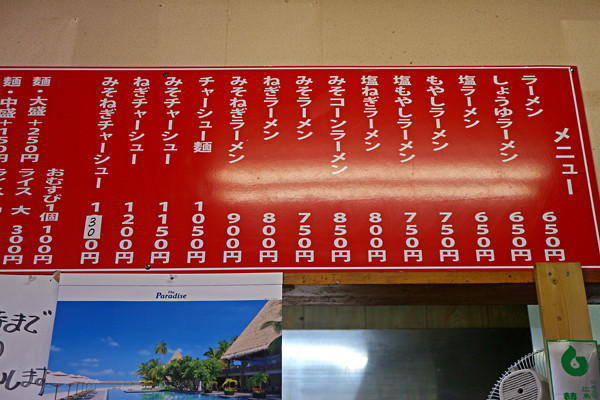 メニュー
ラーメン 650円
しょうゆラーメン 650円
塩ラーメン 650円
もやしラーメン 750円
塩もやしラーメン 750円
塩ねぎラーメン 800円
みそコーンラーメン 850円
みそラーメン 750円
ねぎラーメン 800円
みそねぎラーメン 900円
チャーシュー麺 1050円
みそチャーシュー 1150円
ねぎチャーシュー 1200円
みそねぎチャーシュー 1300円
麺・大盛+250円
おむすび1個 100円
麺・中盛+150円
ライス 大 300円
The
Paradise
まで
します